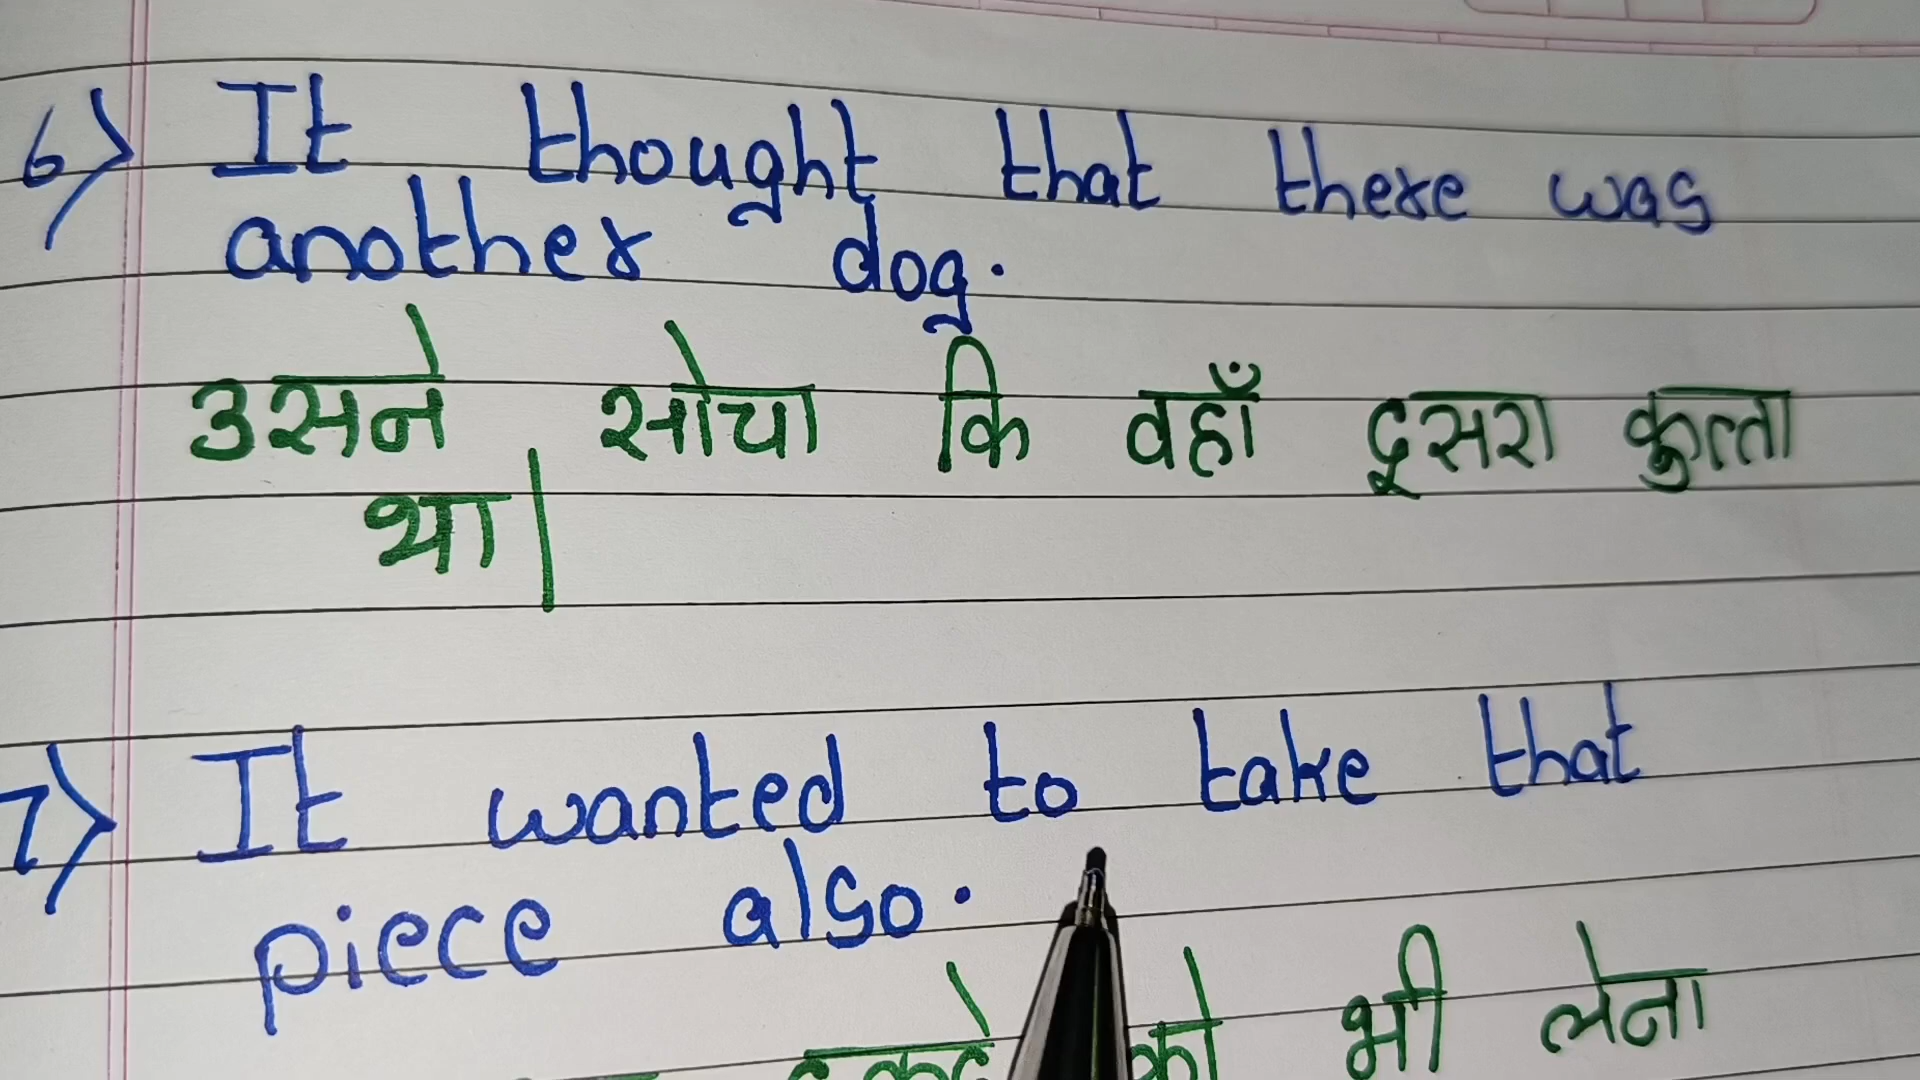 6) It thought that there was
another dog.
उसने सोचा कि वहाँ दूसरा कुत्ता
था|
7) It wanted to take that
piece also.
को भी लेना